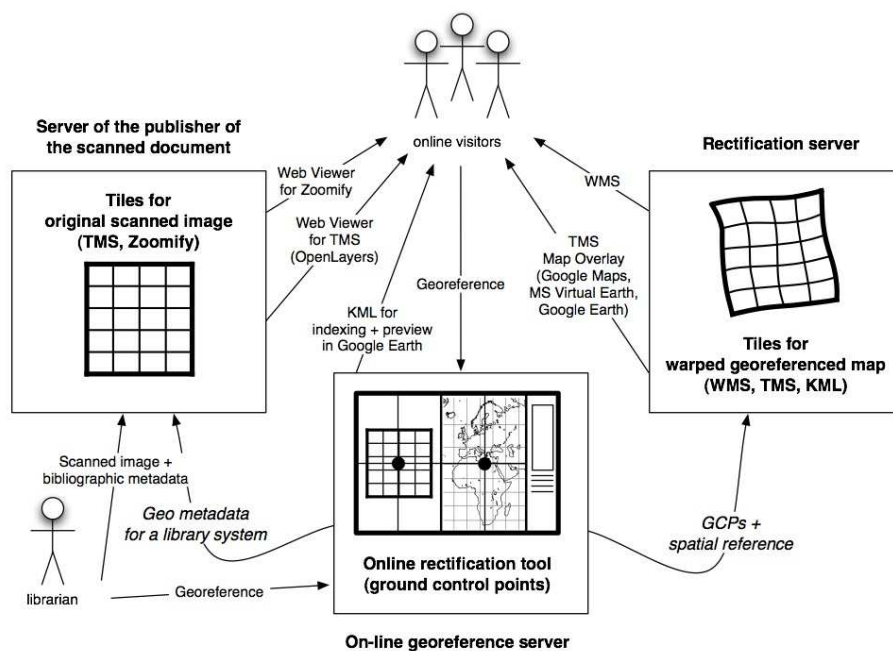 online visitors
Server of the publisher of
the scanned document
Tiles for
original scanned image
(TMS, Zoomify)
Web Viewer
for Zoomify
Web Viewer
for TMS
(OpenLayers)
KML for
indexing + preview
in Google Earth
Georeference
WMS
TMS
Map Overlay
(Google Maps,
MS Virtual Earth,
Google Earth)
Rectification server
Tiles for
warped georeferenced map
(WMS, TMS, KML)
Scanned image +
bibliographic metadata
librarian
Geo metadata
for a library system
Georeference
Online rectification tool
(ground control points)
On-line georeference server
GCPs +
spatial reference